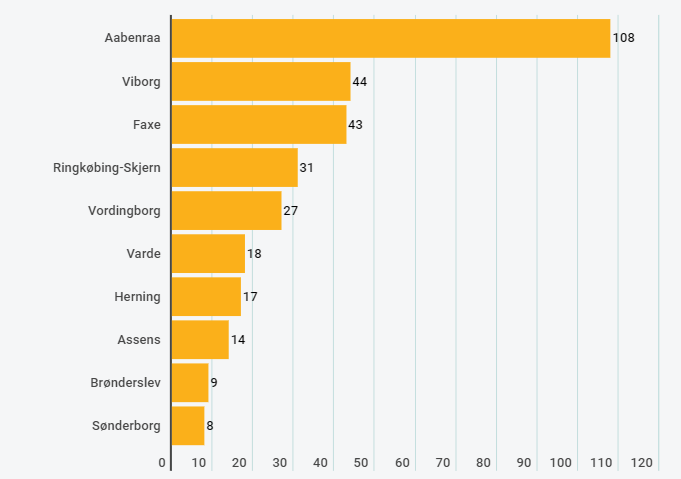 Aabenraa 108
Viborg 44
Faxe 43
Ringkøbing-Skjern 31
Vordingborg 27
Varde 18
Herning 17
Assens 14
Brønderslev 9
Sønderborg 8
0 10 20 30 40 50 60 70 80 90 100 110 120